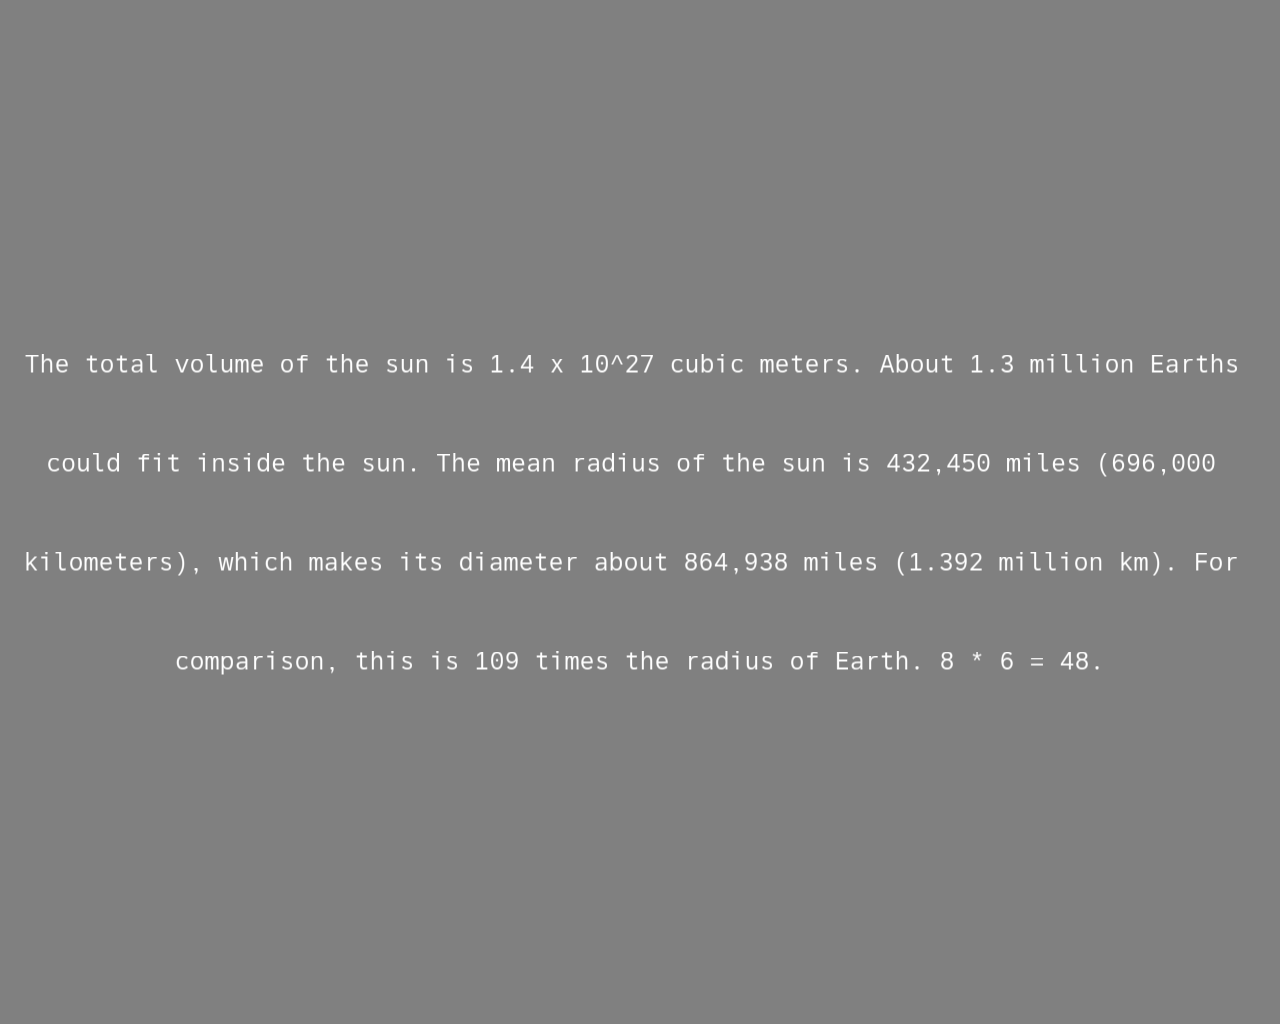 The total volume of the sun is 1.4 x 10^27 cubic meters. About 1.3 million Earths
could fit inside the sun. The mean radius of the sun is 432,450 miles (696,000
kilometers), which makes its diameter about 864,938 miles (1.392 million km). For
comparison, this is 109 times the radius of Earth. 8 * 6 = 48.